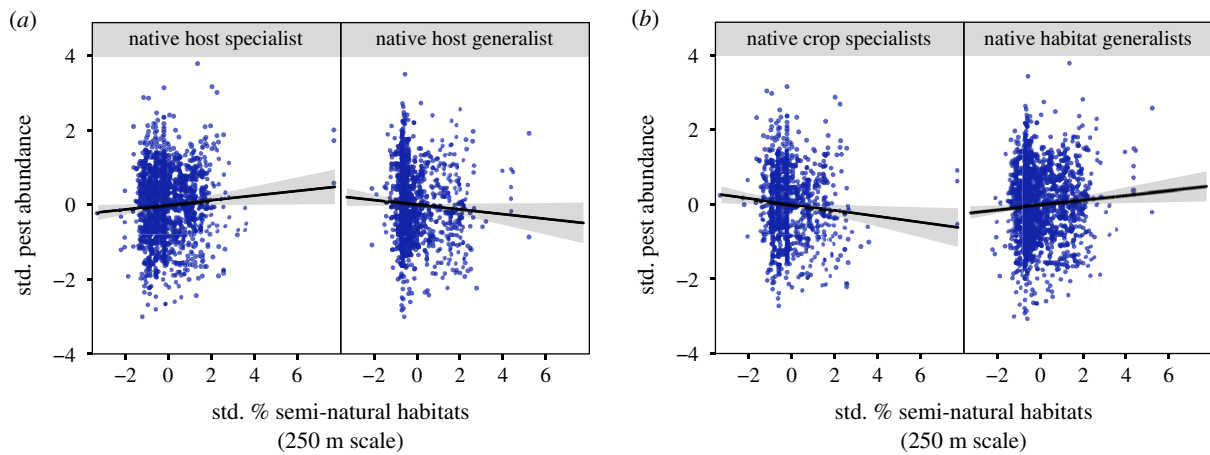 (a)
native host specialist
native host generalist
4
2
0
−2
−4
std. pest abundance
−2 0 2 4 6
−2 0 2 4 6
std. % semi-natural habitats
(250 m scale)
(b)
native crop specialists
native habitat generalists
4
2
0
−2
−4
std. pest abundance
−2 0 2 4 6
−2 0 2 4 6
std. % semi-natural habitats
(250 m scale)